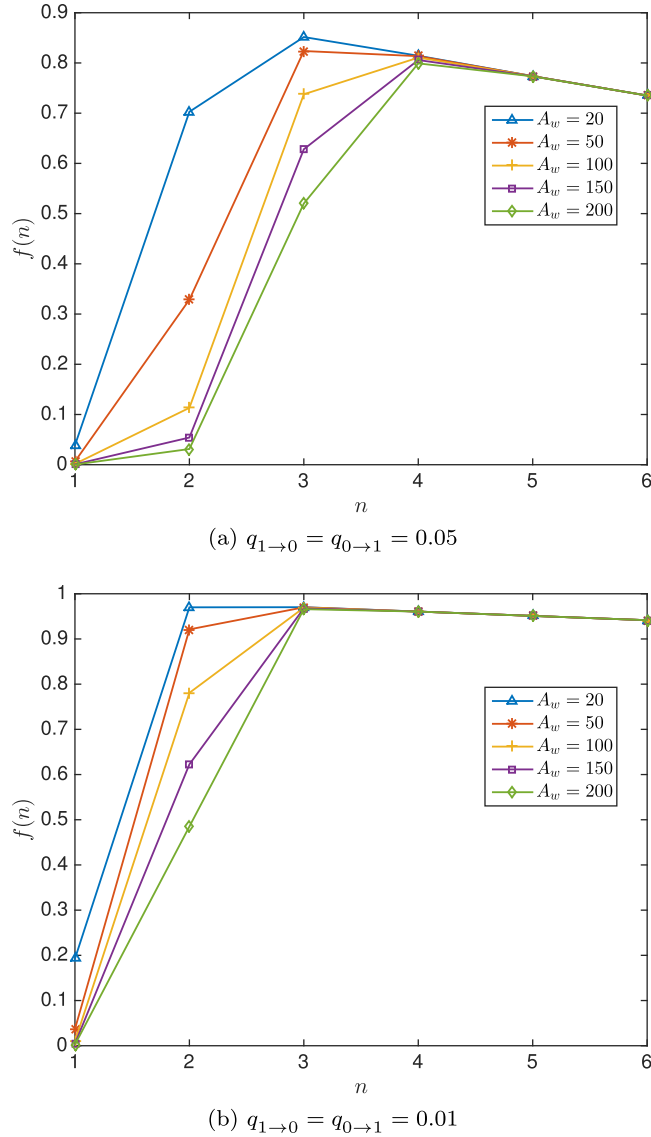 0.9
0.8
0.7
0.6
0.5
0.4
0.3
0.2
0.1
0
f(n)
A_w = 20
A_w = 50
A_w = 100
A_w = 150
A_w = 200
1 2 3 4 5 6
n
(a) q_{1→0} = q_{0→1} = 0.05
1
0.9
0.8
0.7
0.6
0.5
0.4
0.3
0.2
0.1
0
f(n)
A_w = 20
A_w = 50
A_w = 100
A_w = 150
A_w = 200
1 2 3 4 5 6
n
(b) q_{1→0} = q_{0→1} = 0.01